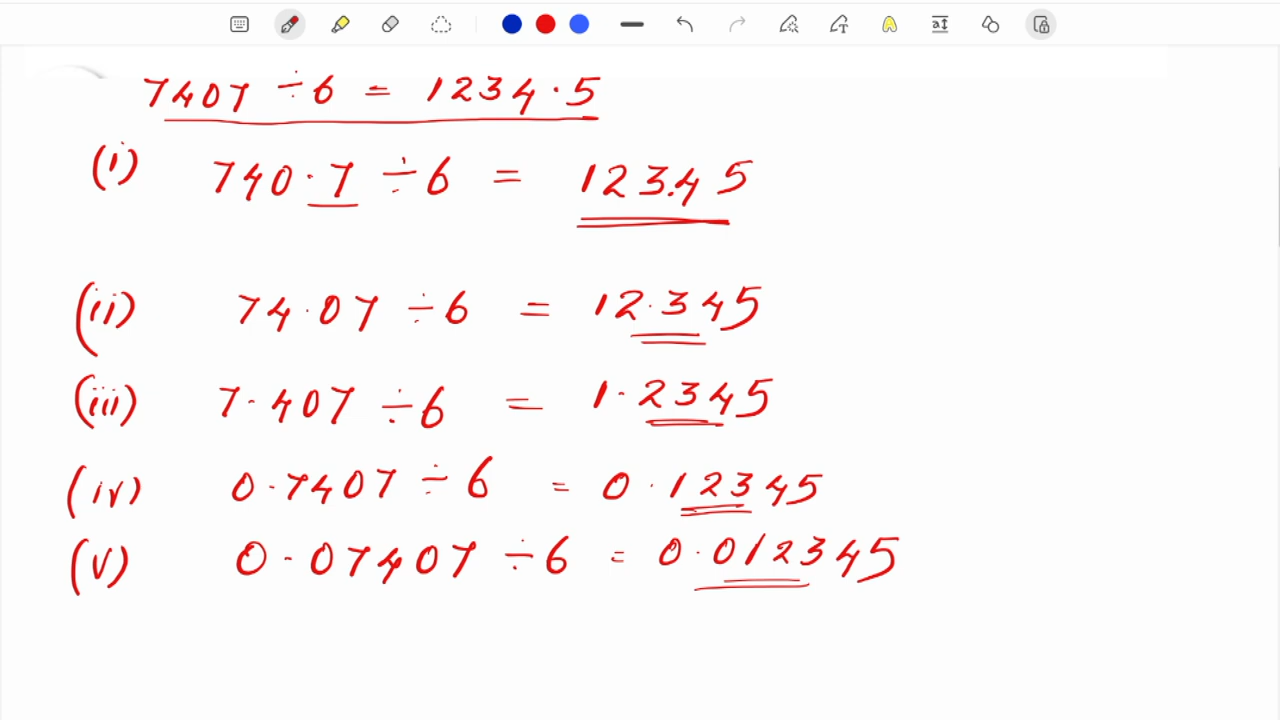 7407 ÷ 6 = 1234.5
(i) 740.7 ÷ 6 = 123.45
(ii) 74.07 ÷ 6 = 12.345
(iii) 7.407 ÷ 6 = 1.2345
(iv) 0.7407 ÷ 6 = 0.12345
(v) 0.07407 ÷ 6 = 0.012345